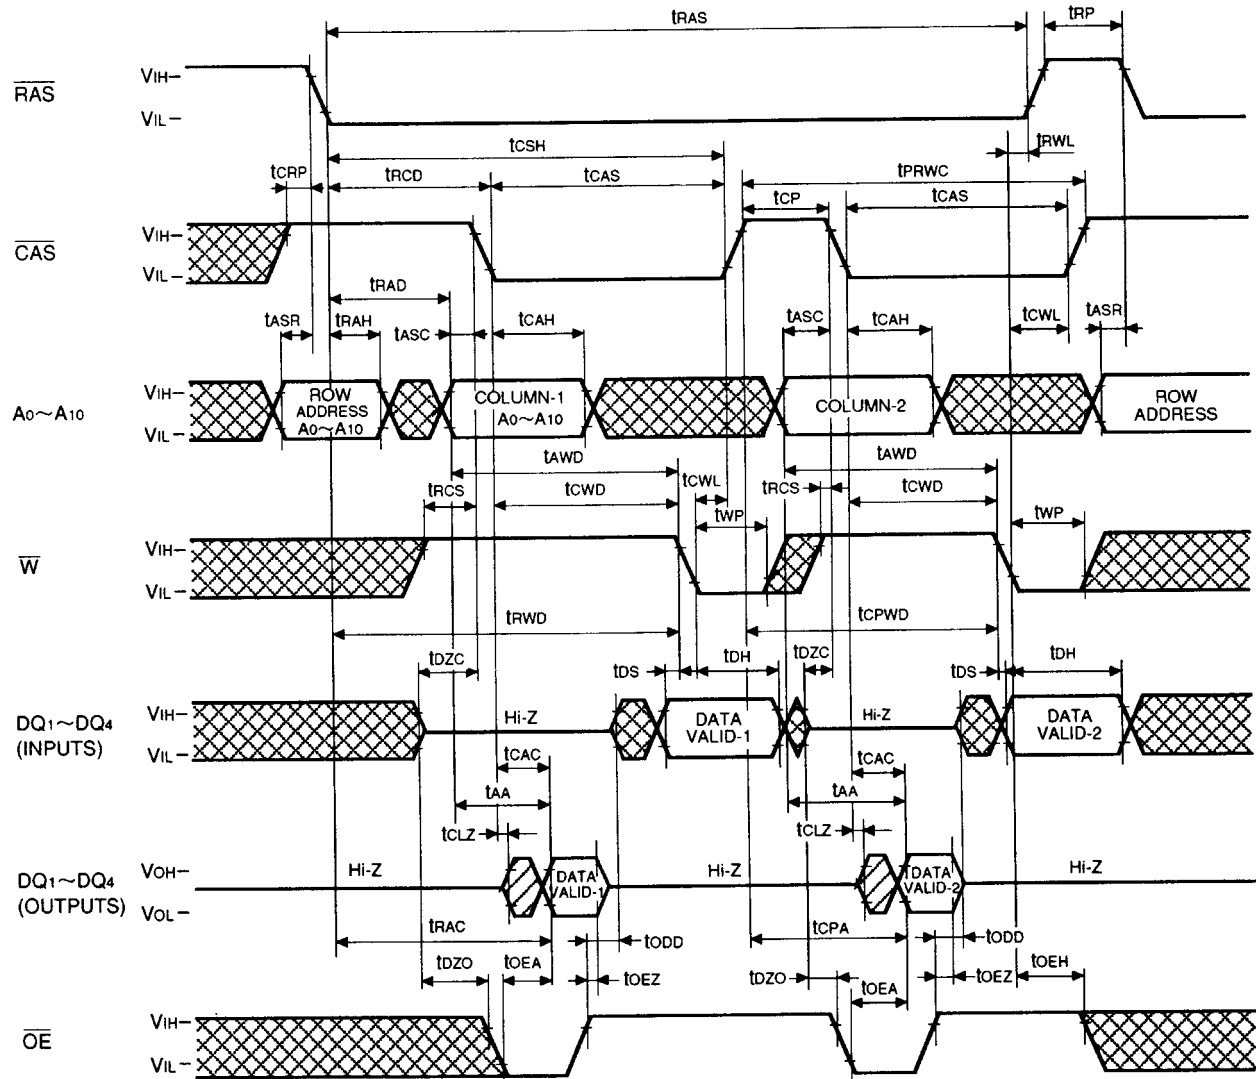 tRAS tRP
RAS VIH
VIL
tRWL
tCSH
tCRP tRCD tCAS tPRWC
tCP tCAS
CAS VIH
VIL
tRAD
tASR tRAH tASC tCAH tASC tCAH tCWL tASR
A0~A10 VIH
VIL
ROW ADDRESS A0~A10
COLUMN-1 A0~A10
COLUMN-2
ROW ADDRESS
tAWD tAWD
tRCS tCWD tCWL tRCS tCWD
tWP tWP
W VIH
VIL
tRWD tCPWD
tDZC tDS tDH tDZC tDS tDH
DQ1~DQ4 (INPUTS) VIH
VIL
Hi-Z
DATA VALID-1
Hi-Z
DATA VALID-2
tCAC tCAC
tAA tAA
tCLZ tCLZ
DQ1~DQ4 (OUTPUTS) VOH
VOL
Hi-Z
DATA VALID-1
Hi-Z
DATA VALID-2
Hi-Z
tRAC tODD tCPA tODD
tDZO tOEA tOEZ tDZO tOEA tOEZ tOEH
OE VIH
VIL